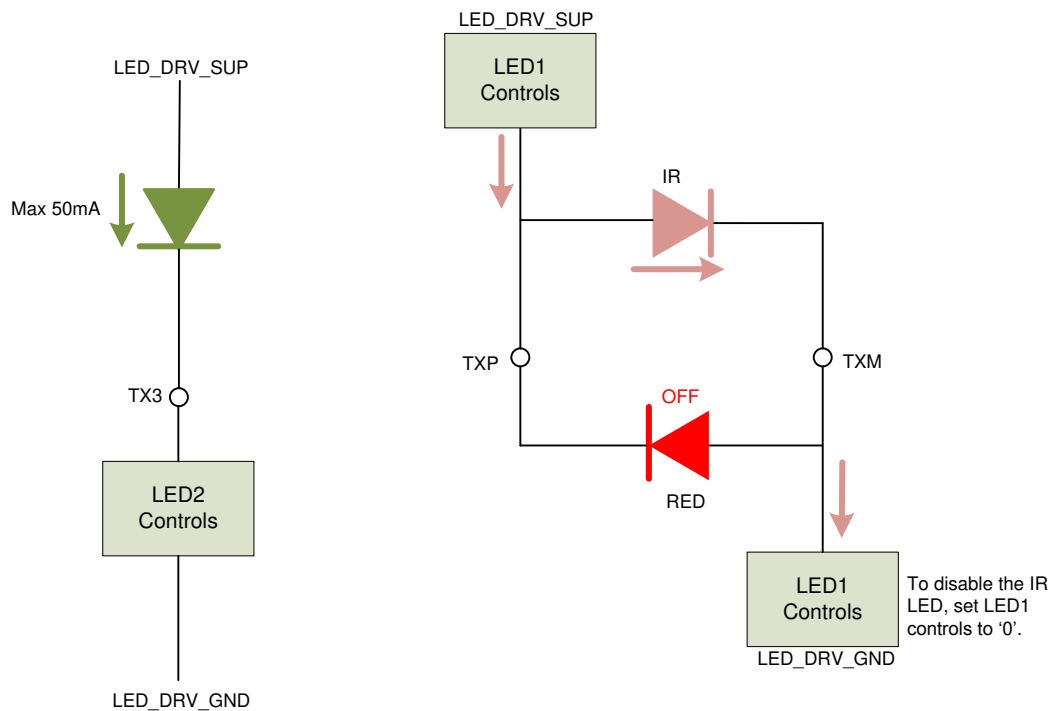 LED_DRV_SUP
Max 50mA
TX3
LED2
Controls
LED_DRV_GND
LED_DRV_SUP
LED1
Controls
IR
TXP
TXM
OFF
RED
LED1
Controls
LED_DRV_GND
To disable the IR
LED, set LED1
controls to ‘0’.